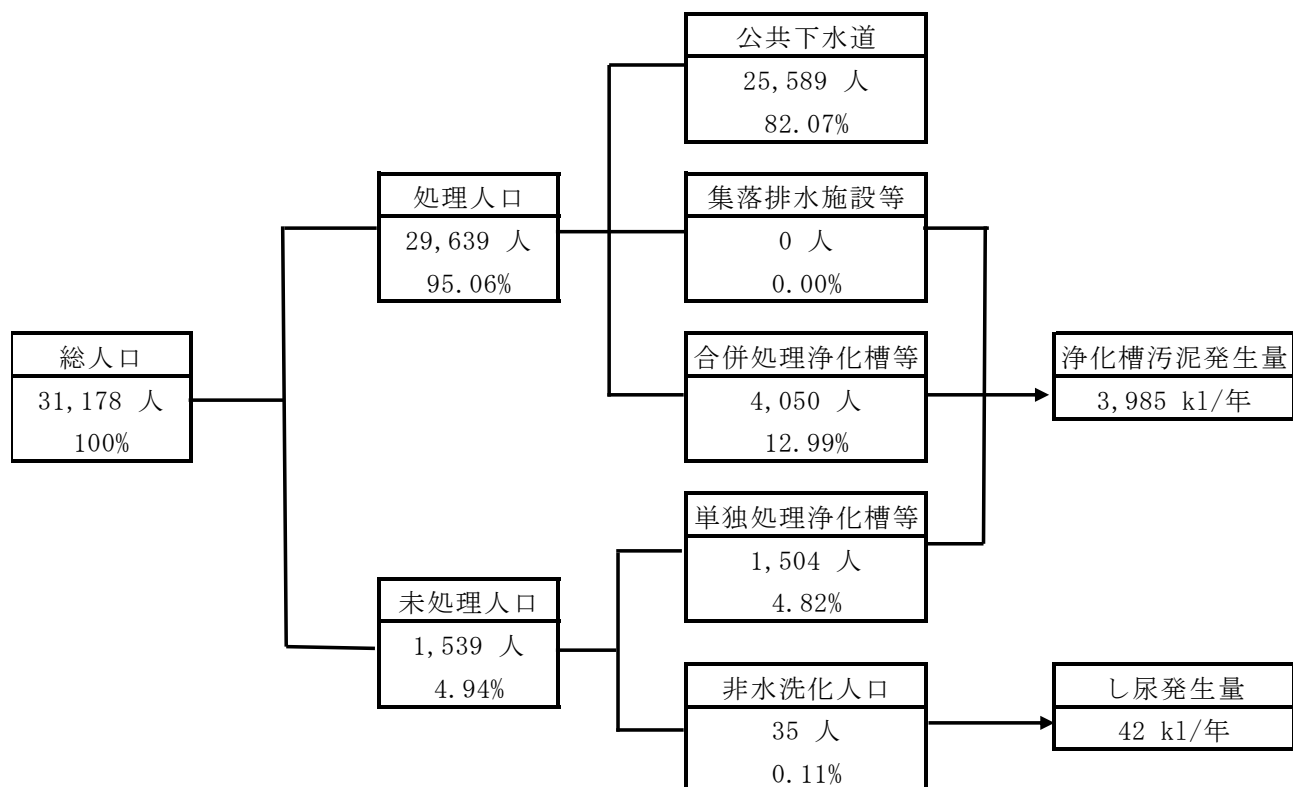 公共下水道
25,589 人
82.07%
処理人口
29,639 人
95.06%
集落排水施設等
0 人
0.00%
総人口
31,178 人
100%
合併処理浄化槽等
4,050 人
12.99%
浄化槽汚泥発生量
3,985 kl/年
単独処理浄化槽等
1,504 人
4.82%
未処理人口
1,539 人
4.94%
非水洗化人口
35 人
0.11%
し尿発生量
42 kl/年